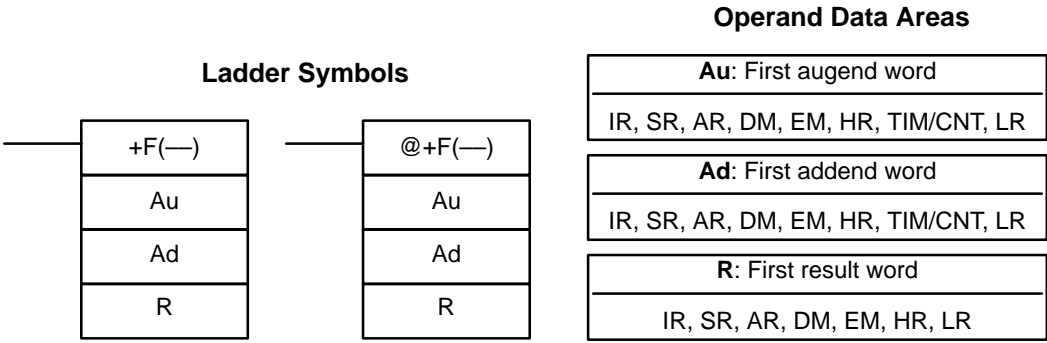 Ladder Symbols
+F(––)
Au
Ad
R
@+F(––)
Au
Ad
R
Operand Data Areas
Au: First augend word
IR, SR, AR, DM, EM, HR, TIM/CNT, LR
Ad: First addend word
IR, SR, AR, DM, EM, HR, TIM/CNT, LR
R: First result word
IR, SR, AR, DM, EM, HR, LR